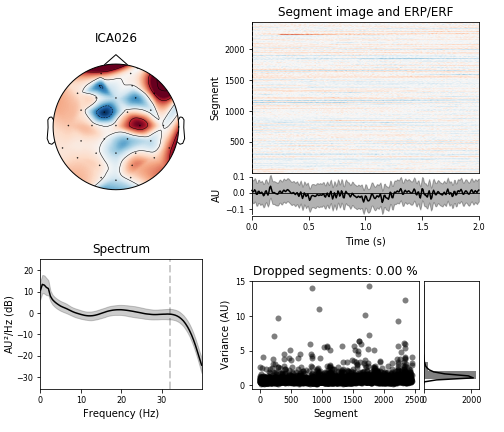 ICA026
Segment image and ERP/ERF
Segment
2000
1500
1000
500
AU
0.1
0.0
−0.1
0.0 0.5 1.0 1.5 2.0
Time (s)
Spectrum
AU²/Hz (dB)
20
10
0
−10
−20
−30
0 10 20 30
Frequency (Hz)
Dropped segments: 0.00 %
Variance (AU)
15
10
5
0
0 500 1000 1500 2000 2500
Segment
0 2000